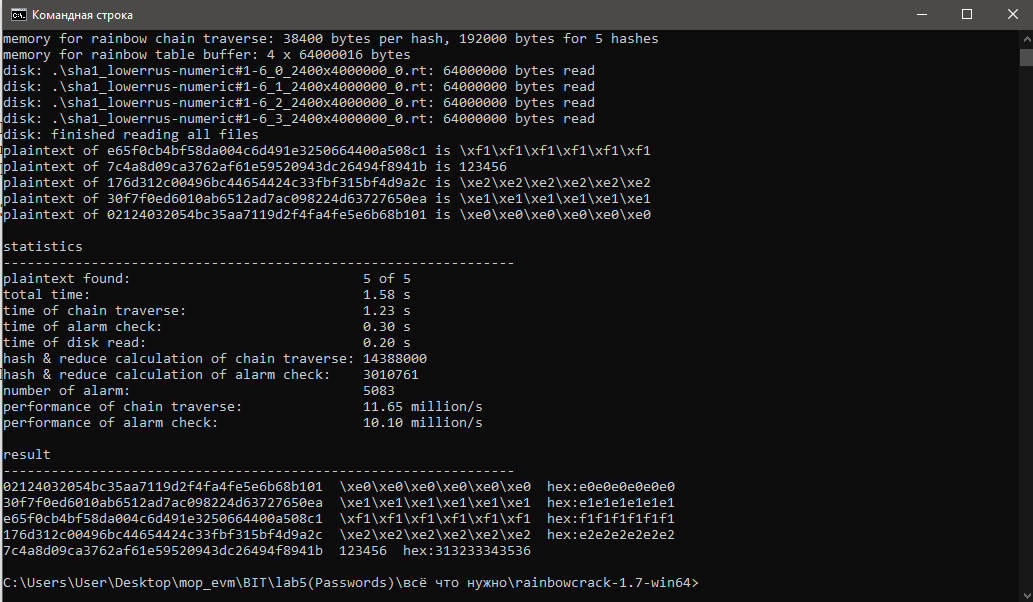 Командная строка
memory for rainbow chain traverse: 38400 bytes per hash, 192000 bytes for 5 hashes
memory for rainbow table buffer: 4 x 64000016 bytes
disk: .\sha1_lowerrus-numeric#1-6_0_2400x4000000_0.rt: 64000000 bytes read
disk: .\sha1_lowerrus-numeric#1-6_1_2400x4000000_0.rt: 64000000 bytes read
disk: .\sha1_lowerrus-numeric#1-6_2_2400x4000000_0.rt: 64000000 bytes read
disk: .\sha1_lowerrus-numeric#1-6_3_2400x4000000_0.rt: 64000000 bytes read
disk: finished reading all files
plaintext of e65f0cb4bf58da004c6d491e3250664400a508c1 is \xf1\xf1\xf1\xf1\xf1\xf1
plaintext of 7c4a8d09ca3762af61e59520943dc26494f8941b is 123456
plaintext of 176d312c00496bc44654424c33fbf315bf4d9a2c is \xe2\xe2\xe2\xe2\xe2\xe2
plaintext of 30f7f0ed6010ab6512ad7ac098224d63727650ea is \xe1\xe1\xe1\xe1\xe1\xe1
plaintext of 02124032054bc35aa7119d2f4fa4fe5e6b68b101 is \xe0\xe0\xe0\xe0\xe0\xe0
statistics
----------------------------------------------------------------
plaintext found: 5 of 5
total time: 1.58 s
time of chain traverse: 1.23 s
time of alarm check: 0.30 s
time of disk read: 0.20 s
hash & reduce calculation of chain traverse: 14388000
hash & reduce calculation of alarm check: 3010761
number of alarm: 5083
performance of chain traverse: 11.65 million/s
performance of alarm check: 10.10 million/s
result
----------------------------------------------------------------
02124032054bc35aa7119d2f4fa4fe5e6b68b101 \xe0\xe0\xe0\xe0\xe0\xe0 hex:e0e0e0e0e0e0
30f7f0ed6010ab6512ad7ac098224d63727650ea \xe1\xe1\xe1\xe1\xe1\xe1 hex:e1e1e1e1e1e1
e65f0cb4bf58da004c6d491e3250664400a508c1 \xf1\xf1\xf1\xf1\xf1\xf1 hex:f1f1f1f1f1f1
176d312c00496bc44654424c33fbf315bf4d9a2c \xe2\xe2\xe2\xe2\xe2\xe2 hex:e2e2e2e2e2e2
7c4a8d09ca3762af61e59520943dc26494f8941b 123456 hex:313233343536
C:\Users\User\Desktop\mop_evm\BIT\lab5(Passwords)\всё что нужно\rainbowcrack-1.7-win64>